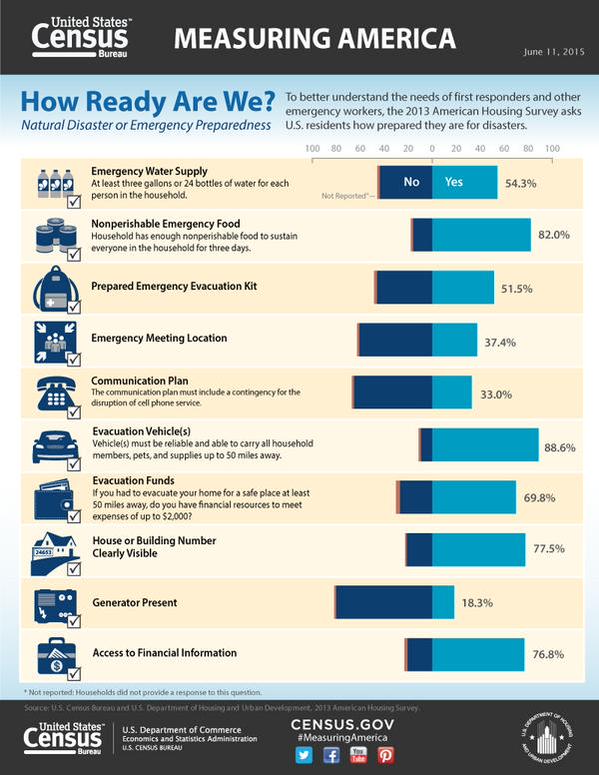 United States™
Census
Bureau
MEASURING AMERICA
June 11, 2015
How Ready Are We?
Natural Disaster or Emergency Preparedness
To better understand the needs of first responders and other
emergency workers, the 2013 American Housing Survey asks
U.S. residents how prepared they are for disasters.
100 80 60 40 20 0 20 40 60 80 100
Emergency Water Supply
At least three gallons or 24 bottles of water for each
person in the household.
Not Reported*
No Yes 54.3%
Nonperishable Emergency Food
Household has enough nonperishable food to sustain
everyone in the household for three days.
82.0%
Prepared Emergency Evacuation Kit
51.5%
Emergency Meeting Location
37.4%
Communication Plan
The communication plan must include a contingency for the
disruption of cell phone service.
33.0%
Evacuation Vehicle(s)
Vehicle(s) must be reliable and able to carry all household
members, pets, and supplies up to 50 miles away.
88.6%
Evacuation Funds
If you had to evacuate your home for a safe place at least
50 miles away, do you have financial resources to meet
expenses of up to $2,000?
69.8%
24653
House or Building Number
Clearly Visible
77.5%
Generator Present
18.3%
$
Access to Financial Information
76.8%
* Not reported: Households did not provide a response to this question.
Source: U.S. Census Bureau and U.S. Department of Housing and Urban Development, 2013 American Housing Survey.
United States™
Census
Bureau
U.S. Department of Commerce
Economics and Statistics Administration
U.S. CENSUS BUREAU
CENSUS.GOV
#MeasuringAmerica
You
Tube
U.S. DEPARTMENT OF HOUSING
AND URBAN DEVELOPMENT